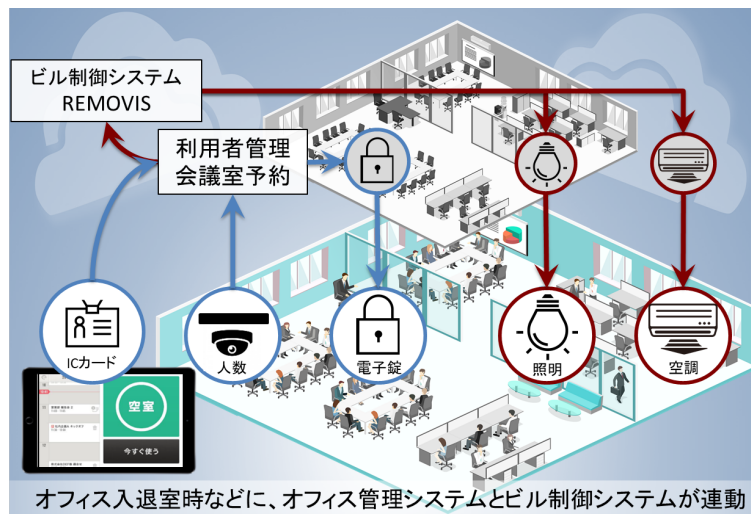 ビル制御システム
REMOVIS
利用者管理
会議室予約
ICカード
人数
電子錠
照明
空調
空室
今すぐ使う
オフィス入退室時などに、オフィス管理システムとビル制御システムが連動